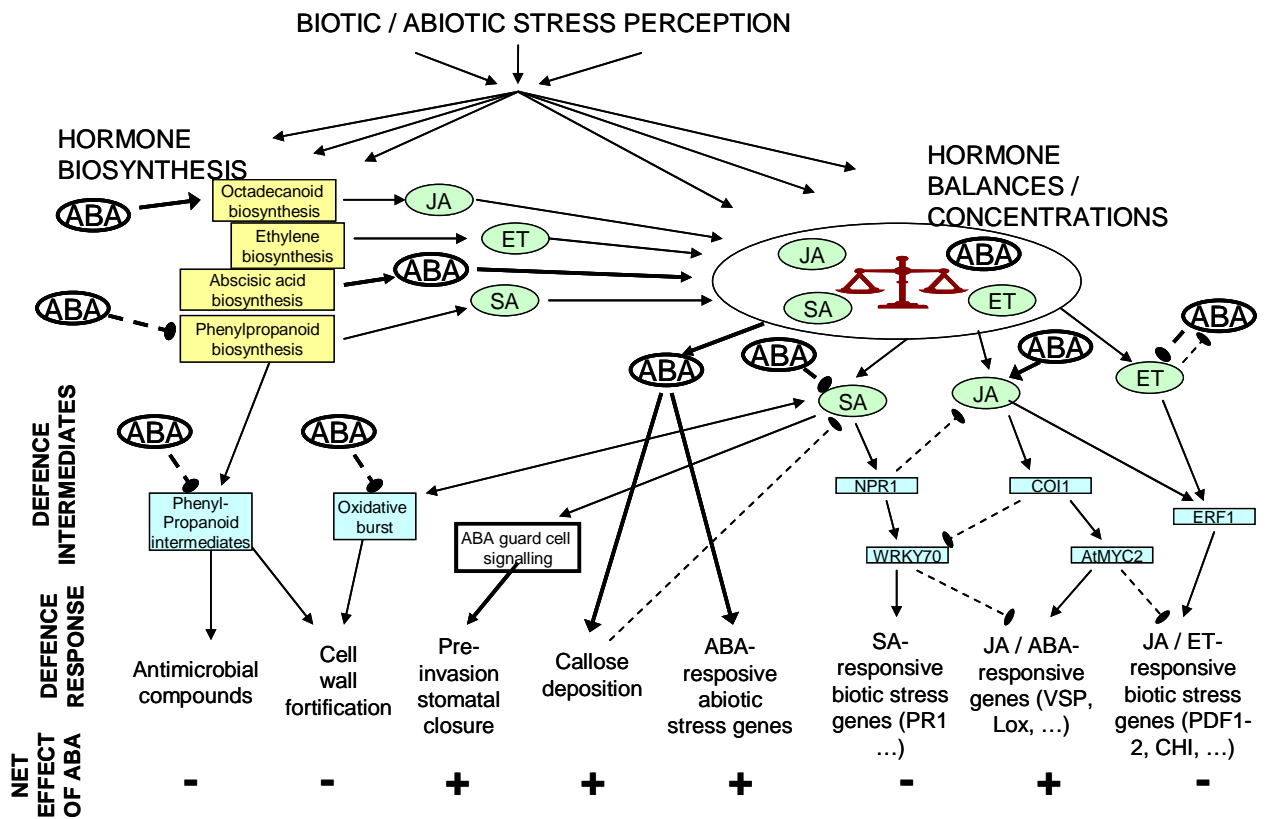 BIOTIC / ABIOTIC STRESS PERCEPTION
HORMONE
BIOSYNTHESIS
HORMONE
BALANCES /
CONCENTRATIONS
ABA
Octadecanoid
biosynthesis
JA
Ethylene
biosynthesis
ET
Abscisic acid
biosynthesis
ABA
ABA
Phenylpropanoid
biosynthesis
SA
JA
ABA
SA
ET
ABA
ABA
ABA
ABA
SA
JA
ET
DEFENCE
INTERMEDIATES
ABA
ABA
Phenyl-
Propanoid
intermediates
Oxidative
burst
ABA guard cell
signalling
NPR1
COI1
ERF1
WRKY70
AtMYC2
DEFENCE
RESPONSE
Antimicrobial
compounds
Cell
wall
fortification
Pre-
invasion
stomatal
closure
Callose
deposition
ABA-
resposive
abiotic
stress genes
SA-
responsive
biotic stress
genes (PR1
...)
JA / ABA-
responsive
genes (VSP,
Lox, ...)
JA / ET-
responsive
biotic stress
genes (PDF1-
2, CHI, ...)
NET
EFFECT
OF ABA
- - + + + - + -